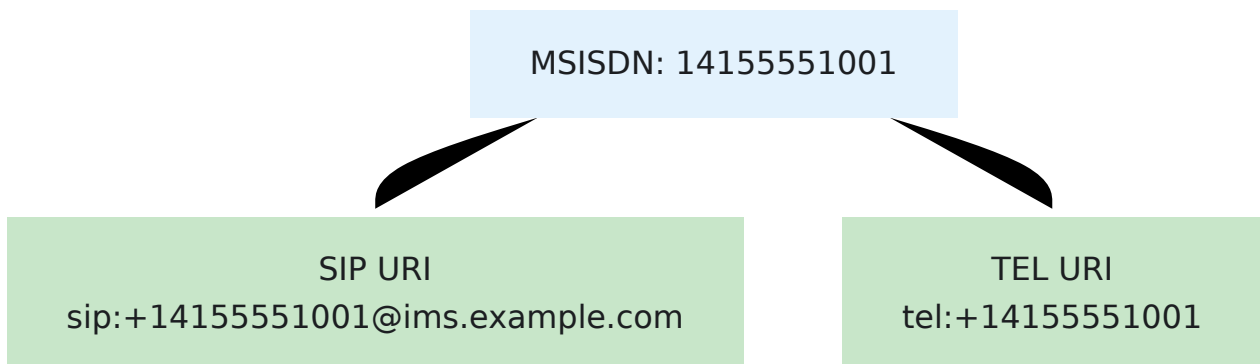 MSISDN: 14155551001
SIP URI
sip:+14155551001@ims.example.com
TEL URI
tel:+14155551001